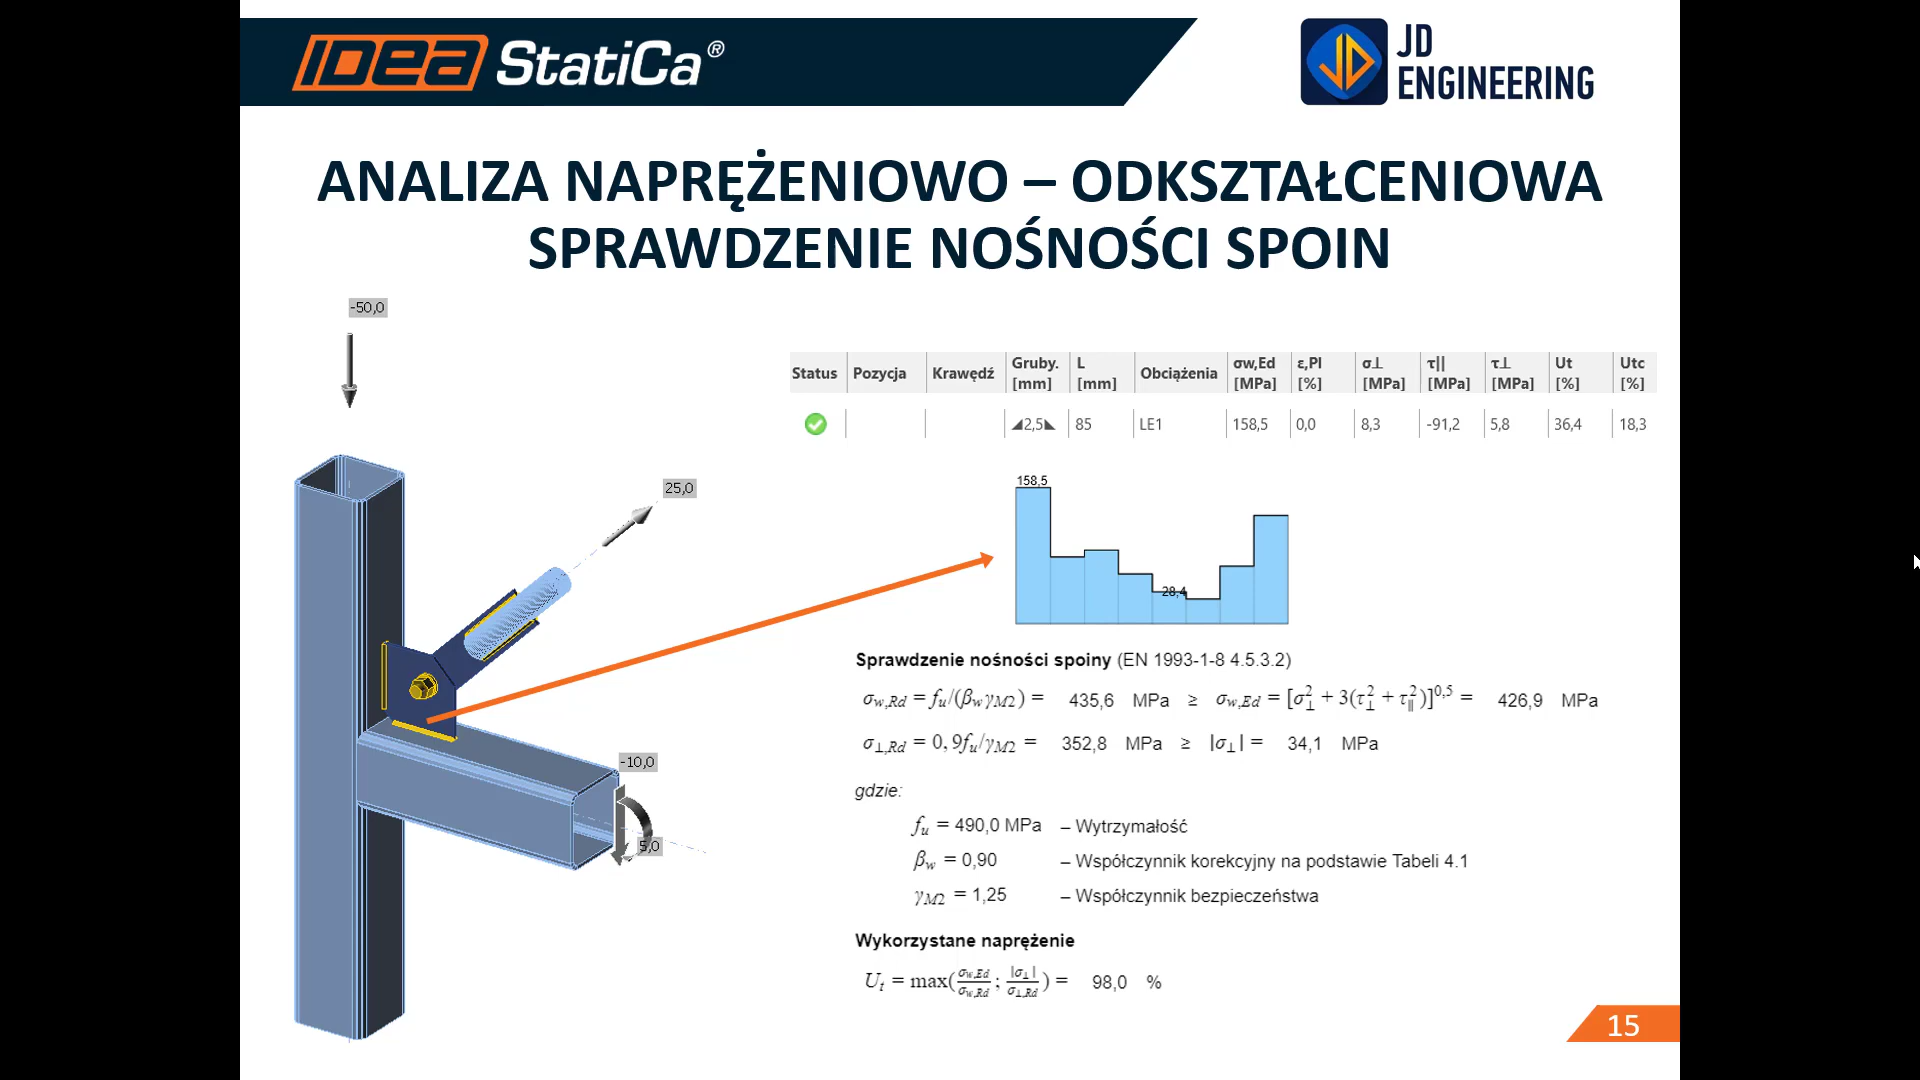 IDEA StatiCa®
JD
ENGINEERING
ANALIZA NAPRĘŻENIOWO – ODKSZTAŁCENIOWA
SPRAWDZENIE NOŚNOŚCI SPOIN
-50,0
25,0
-10,0
5,0
Status Pozycja Krawędź Gruby. [mm] L [mm] Obciążenia σw,Ed [MPa] ε,Pl [%] σ⊥ [MPa] τ|| [MPa] τ⊥ [MPa] Ut [%] Utc [%]
◢2,5◣ 85 LE1 158,5 0,0 8,3 -91,2 5,8 36,4 18,3
158,5
28,4
Sprawdzenie nośności spoiny (EN 1993-1-8 4.5.3.2)
σw,Rd = fu/(βwγM2) = 435,6 MPa ≥ σw,Ed = [σ⊥² + 3(τ⊥² + τ∥²)]^0,5 = 426,9 MPa
σ⊥,Rd = 0,9fu/γM2 = 352,8 MPa ≥ |σ⊥| = 34,1 MPa
gdzie:
fu = 490,0 MPa – Wytrzymałość
βw = 0,90 – Współczynnik korekcyjny na podstawie Tabeli 4.1
γM2 = 1,25 – Współczynnik bezpieczeństwa
Wykorzystane naprężenie
Ut = max(σw,Ed/σw,Rd ; |σ⊥|/σ⊥,Rd) = 98,0 %
15